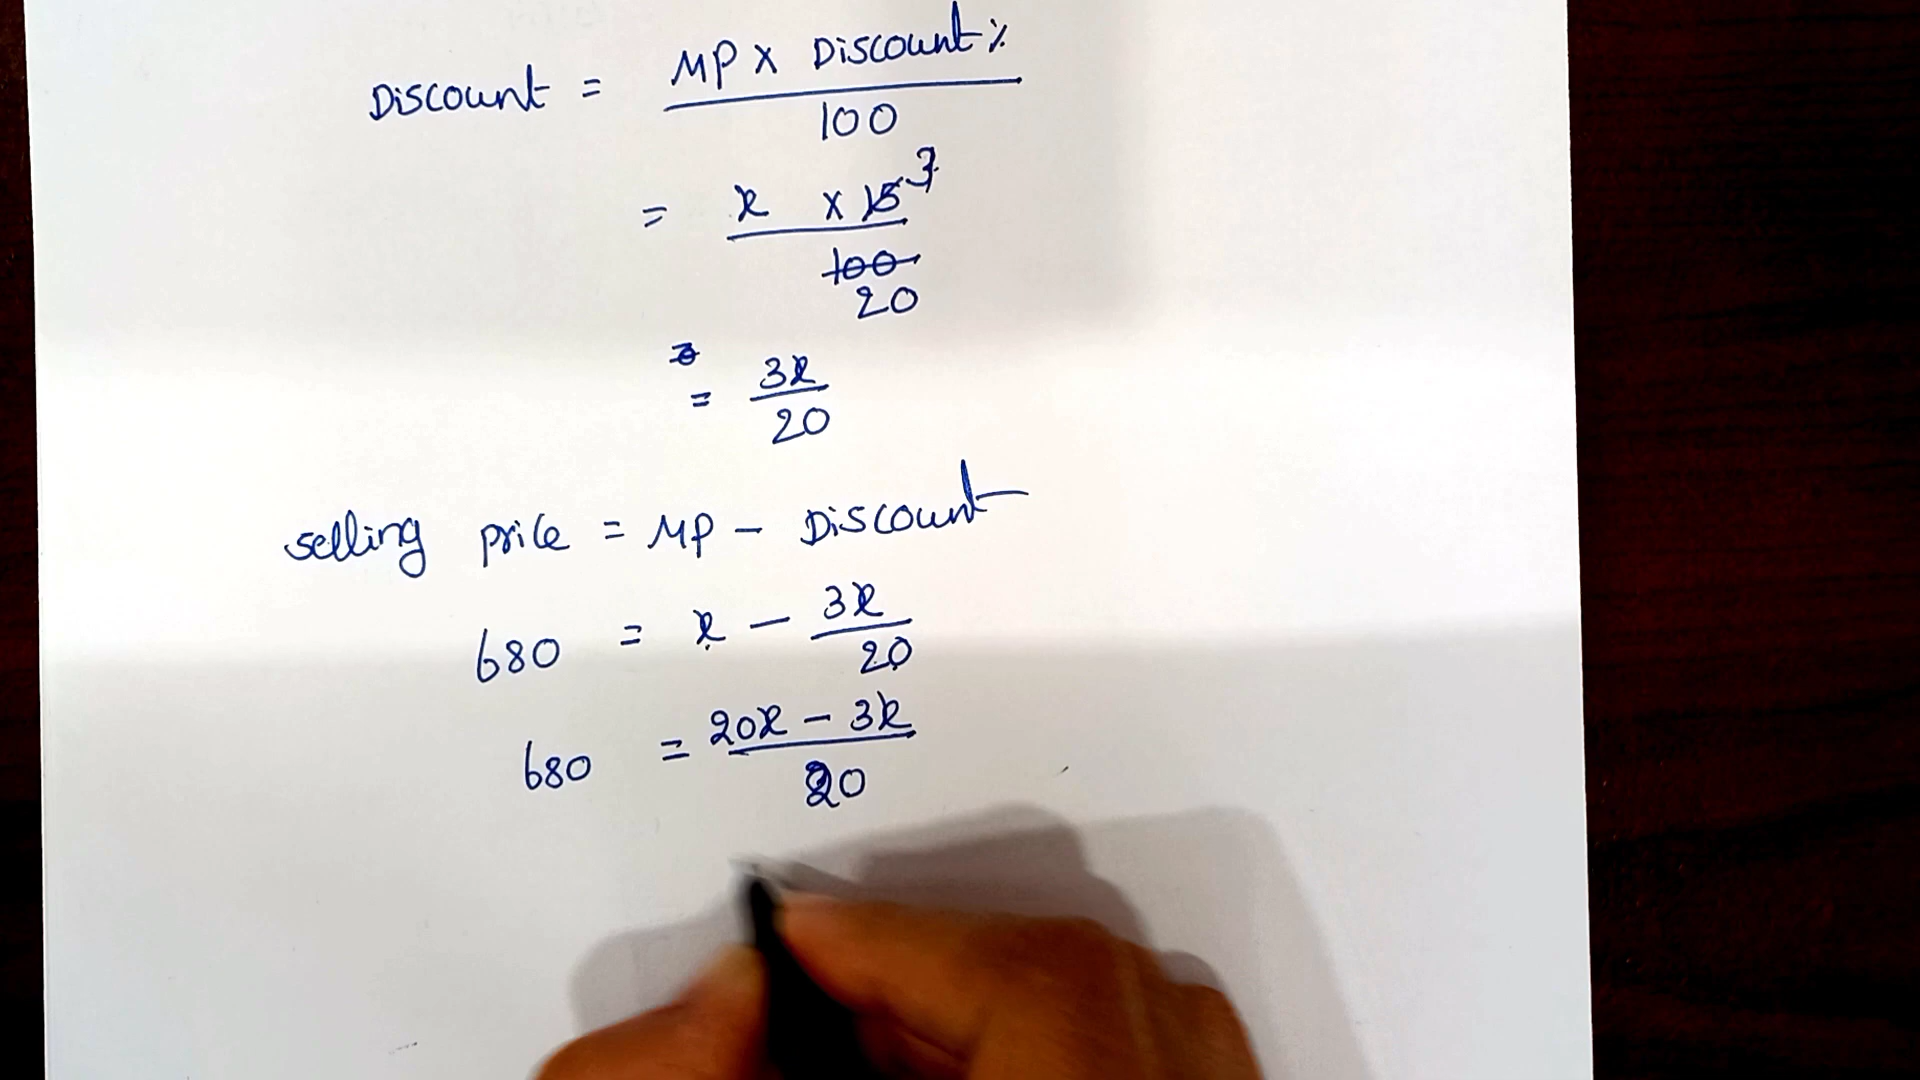 Discount = MP x Discount %
100
= x x 15 3
100
20
= 3x
20
selling price = MP - Discount
680 = x - 3x
20
680 = 20x - 3x
20